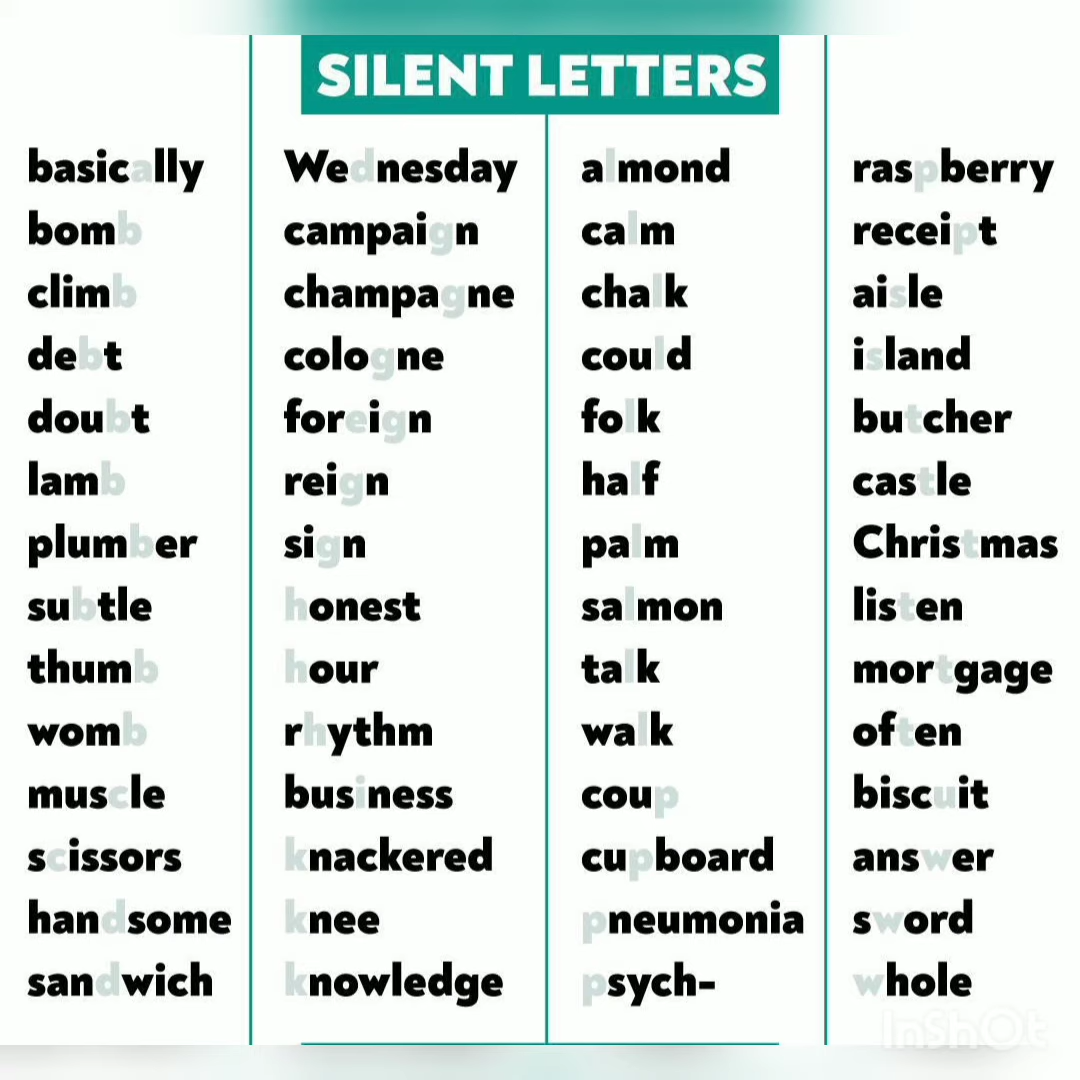 SILENT LETTERS
basically
bomb
climb
debt
doubt
lamb
plumber
subtle
thumb
womb
muscle
scissors
handsome
sandwich
Wednesday
campaign
champagne
cologne
foreign
reign
sign
honest
hour
rhythm
business
knackered
knee
knowledge
almond
calm
chalk
could
folk
half
palm
salmon
talk
walk
coup
cupboard
pneumonia
psych-
raspberry
receipt
aisle
island
butcher
castle
Christmas
listen
mortgage
often
biscuit
answer
sword
whole
InShOt